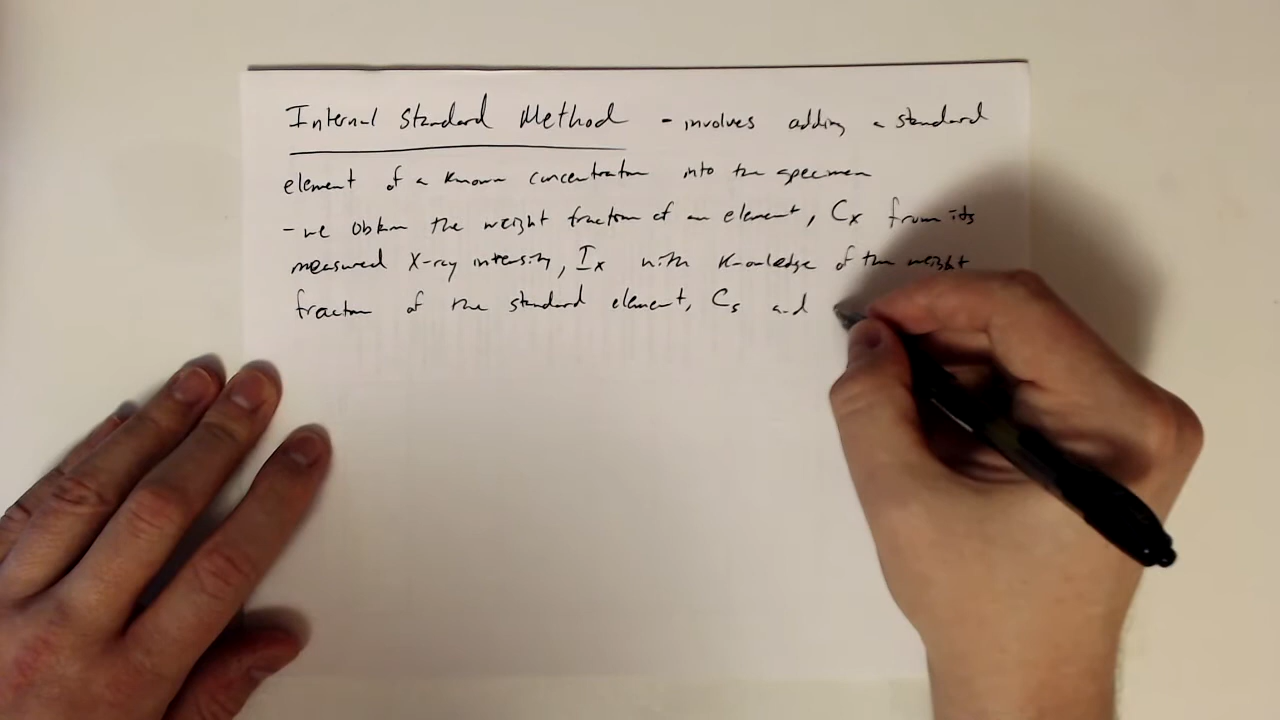 Internal Standard Method - involves adding a standard
element of a known concentration into the specimen
- we obtain the weight fraction of an element, Cx from its
measured X-ray intensity, Ix with knowledge of the weight
fraction of the standard element, Cs and